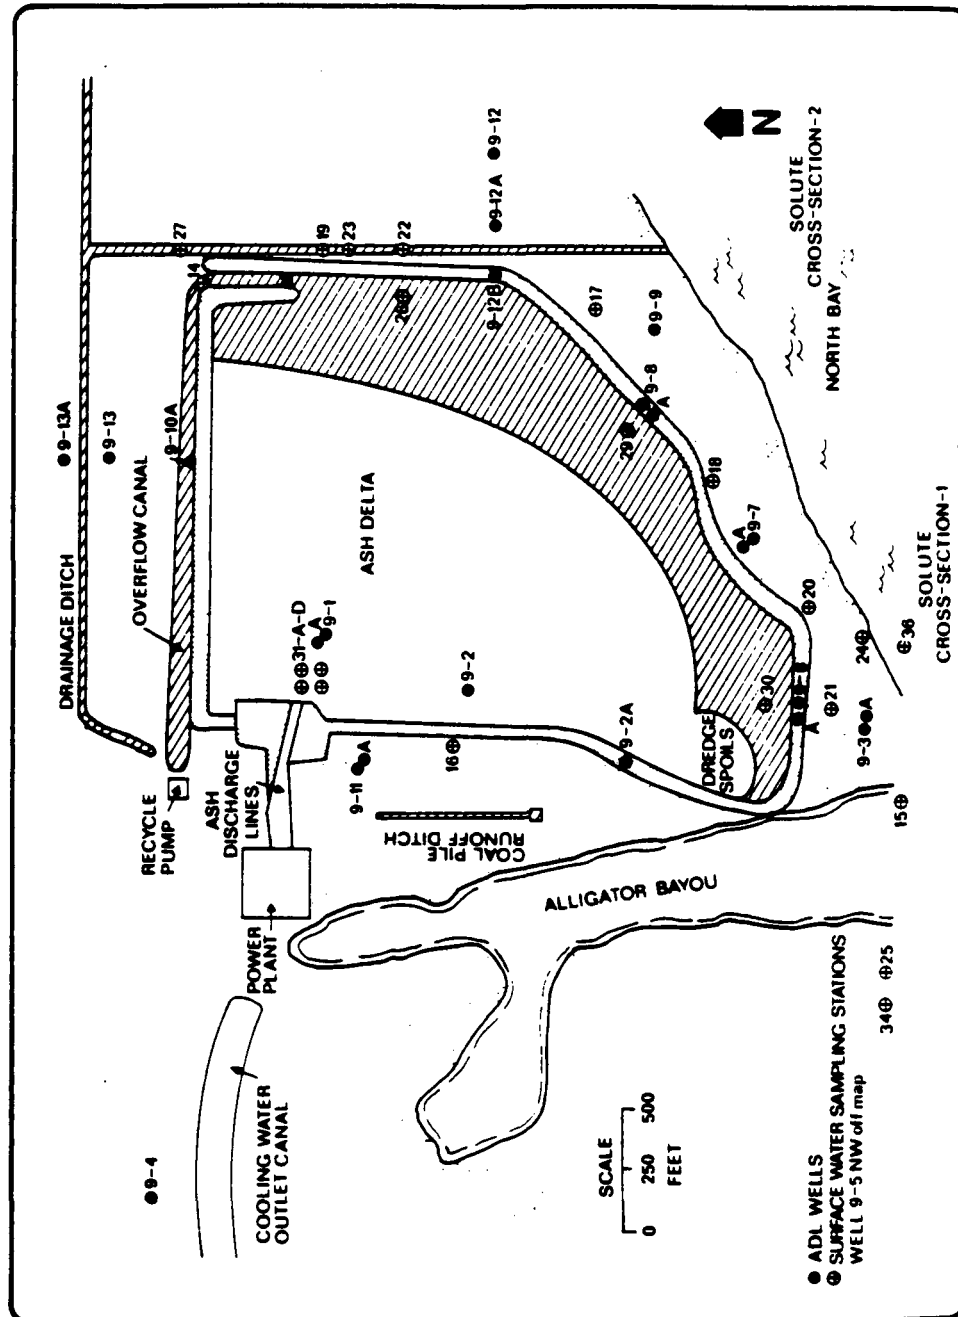 9-13A
9-13
DRAINAGE DITCH
OVERFLOW CANAL
9-10A
14
27
19
23
22
9-12A
9-12
N
9-12B
17
9-9
9-8
A
29
18
A
9-7
20
ASH DELTA
31-A-D
A
9-1
9-2
RECYCLE
PUMP
ASH
DISCHARGE
LINES
9-11
A
16
9-2A
DREDGE
SPOILS
30
A
21
9-3
A
24
36
15
COAL PILE
RUNOFF DITCH
POWER
PLANT
ALLIGATOR BAYOU
NORTH BAY
SOLUTE
CROSS-SECTION-2
SOLUTE
CROSS-SECTION-1
COOLING WATER
OUTLET CANAL
9-4
34
25
SCALE
0 250 500
FEET
ADL WELLS
SURFACE WATER SAMPLING STATIONS
WELL 9-5 NW off map